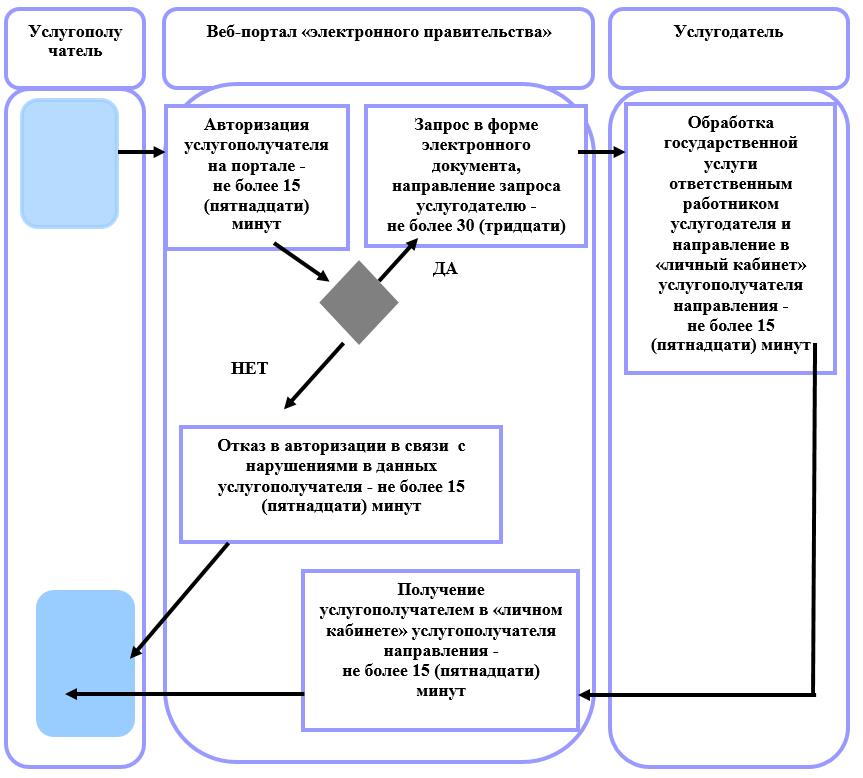 Услугополу
чатель
Веб-портал «электронного правительства»
Услугодатель
Авторизация
услугополучателя
на портале -
не более 15
(пятнадцати)
минут
Запрос в форме
электронного
документа,
направление запроса
услугодателю -
не более 30 (тридцати)
Обработка
государственной
услуги
ответственным
работником
услугодателя и
направление в
«личный кабинет»
услугополучателя
направления -
не более 15
(пятнадцати) минут
ДА
НЕТ
Отказ в авторизации в связи с
нарушениями в данных
услугополучателя - не более 15
(пятнадцати) минут
Получение
услугополучателем в «личном
кабинете» услугополучателя
направления -
не более 15 (пятнадцати)
минут